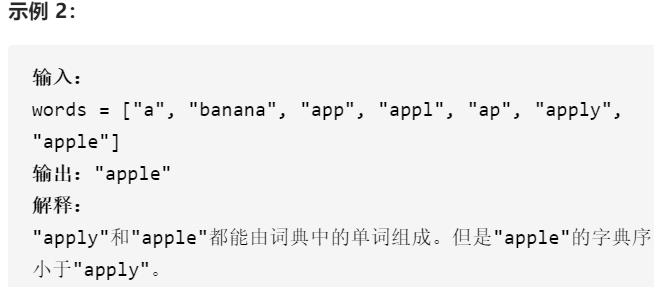 示例 2：
输入：
words = ["a", "banana", "app", "appl", "ap", "apply",
"apple"]
输出："apple"
解释：
"apply"和"apple"都能由词典中的单词组成。但是"apple"的字典序
小于"apply"。